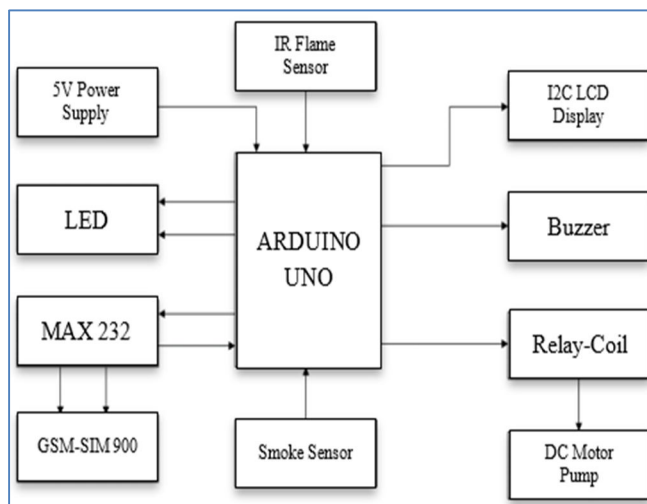 IR Flame
Sensor
5V Power
Supply
I2C LCD
Display
LED
ARDUINO
UNO
Buzzer
MAX 232
Relay-Coil
GSM-SIM 900
Smoke Sensor
DC Motor
Pump